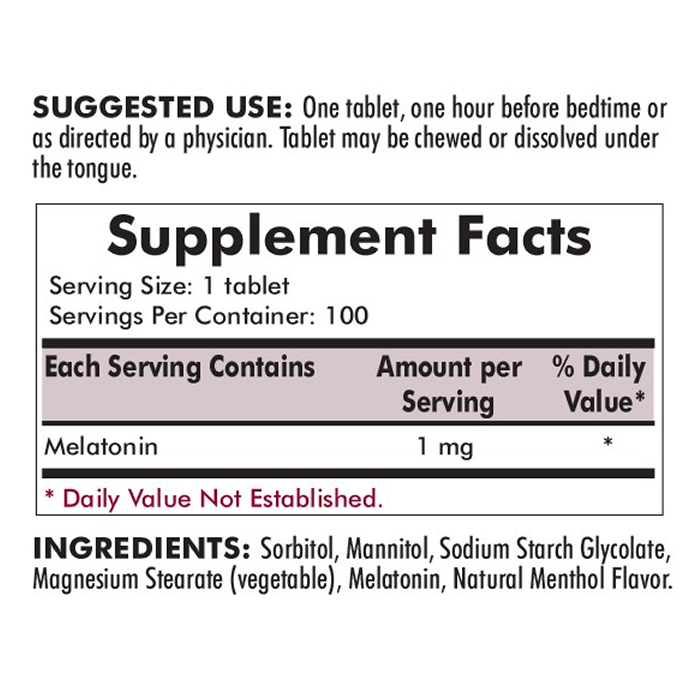 SUGGESTED USE: One tablet, one hour before bedtime or
as directed by a physician. Tablet may be chewed or dissolved under
the tongue.
Supplement Facts
Serving Size: 1 tablet
Servings Per Container: 100
Each Serving Contains Amount per Serving % Daily Value*
Melatonin 1 mg *
* Daily Value Not Established.
INGREDIENTS: Sorbitol, Mannitol, Sodium Starch Glycolate,
Magnesium Stearate (vegetable), Melatonin, Natural Menthol Flavor.